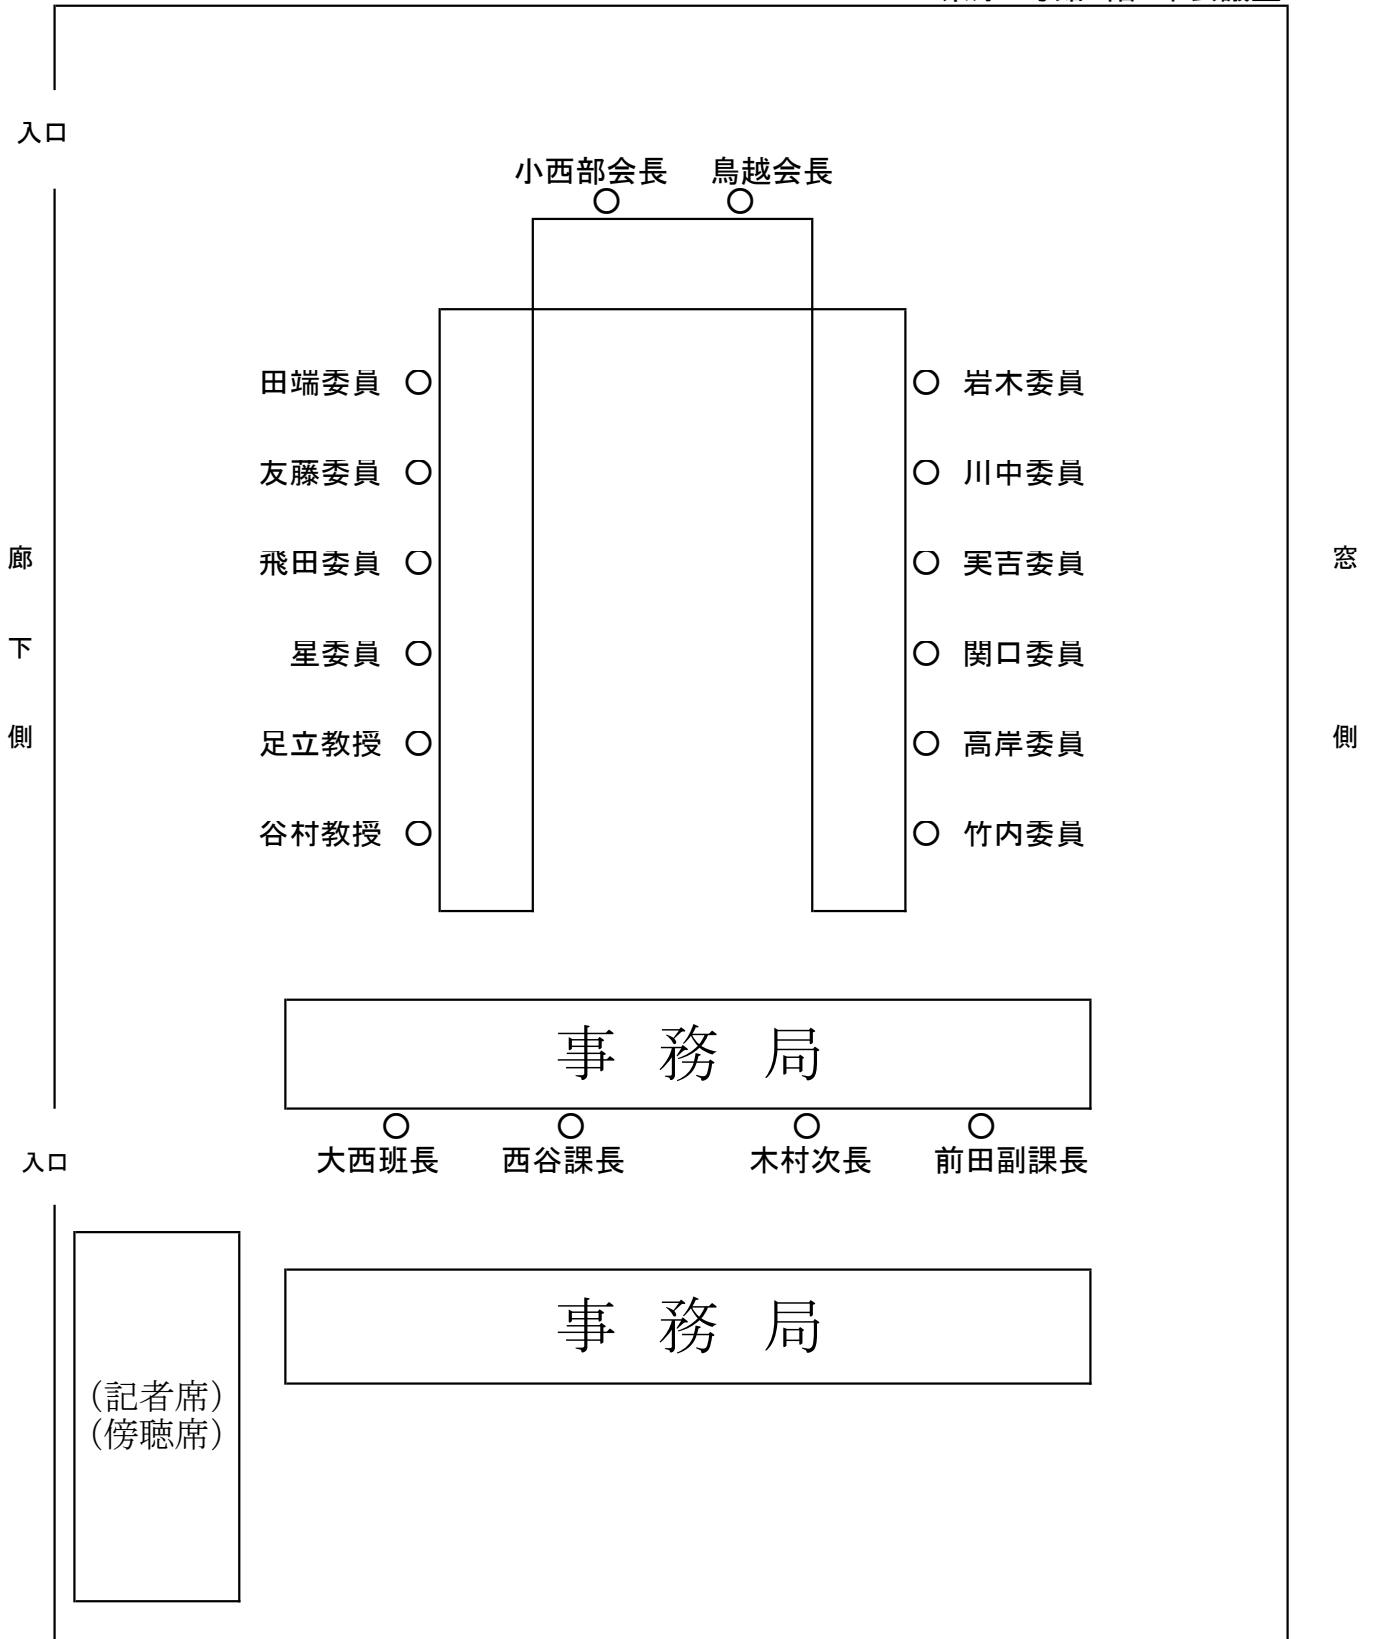 入口
小西部会長 鳥越会長
田端委員 岩木委員
友藤委員 川中委員
廊下側
飛田委員 実吉委員
窓側
星委員 関口委員
足立教授 高岸委員
谷村教授 竹内委員
事務局
大西班長 西谷課長 木村次長 前田副課長
入口
事務局
（記者席）
（傍聴席）